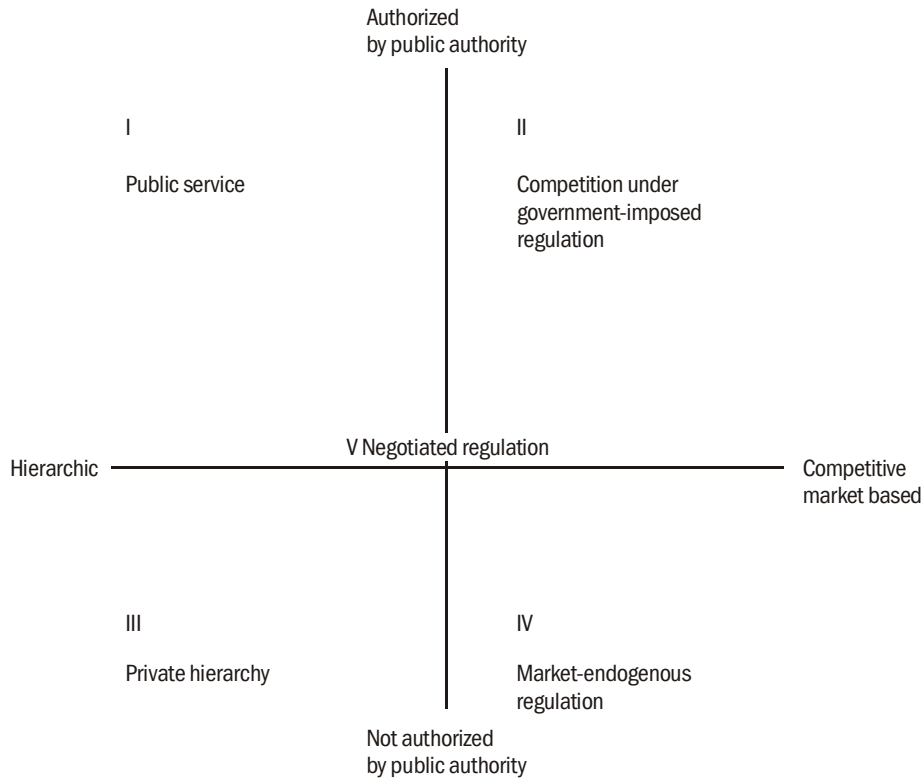 Authorized
by public authority
I
II
Public service
Competition under
government-imposed
regulation
V Negotiated regulation
Hierarchic
Competitive
market based
III
IV
Private hierarchy
Market-endogenous
regulation
Not authorized
by public authority